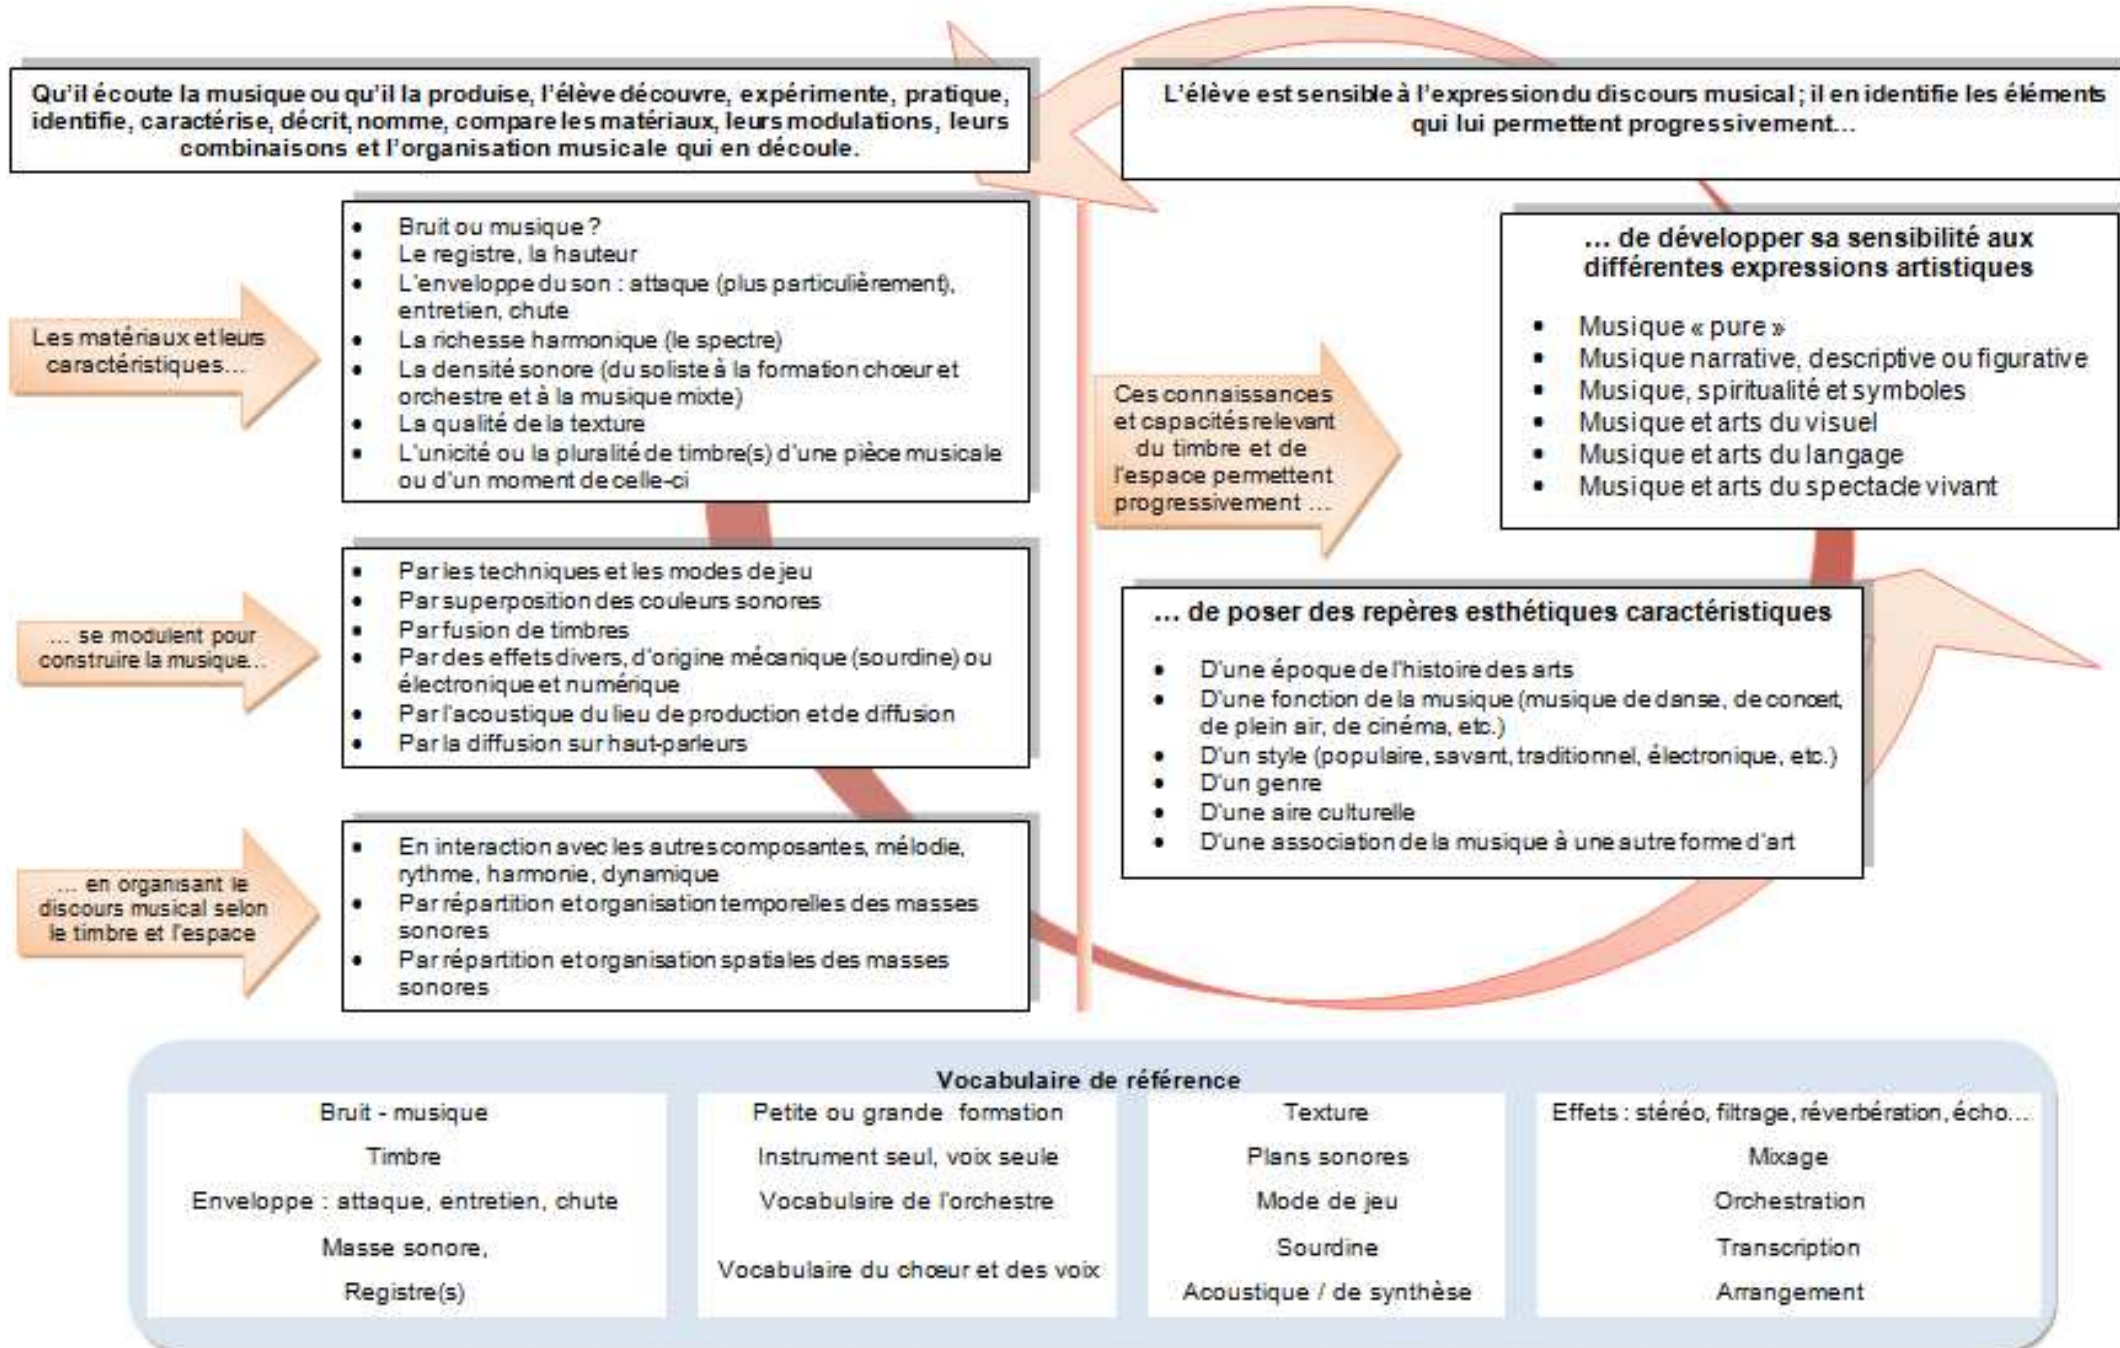 Qu'il écoute la musique ou qu'il la produise, l'élève découvre, expérimente, pratique,
identifie, caractérise, décrit, nomme, compare les matériaux, leurs modulations, leurs
combinaisons et l'organisation musicale qui en découle.
L'élève est sensible à l'expression du discours musical ; il en identifie les éléments
qui lui permettent progressivement…
Les matériaux et leurs
caractéristiques…
• Bruit ou musique ?
• Le registre, la hauteur
• L'enveloppe du son : attaque (plus particulièrement),
entretien, chute
• La richesse harmonique (le spectre)
• La densité sonore (du soliste à la formation chœur et
orchestre et à la musique mixte)
• La qualité de la texture
• L'unicité ou la pluralité de timbre(s) d'une pièce musicale
ou d'un moment de celle-ci
… se modulent pour
construire la musique…
• Par les techniques et les modes de jeu
• Par superposition des couleurs sonores
• Par fusion de timbres
• Par des effets divers, d'origine mécanique (sourdine) ou
électronique et numérique
• Par l'acoustique du lieu de production et de diffusion
• Par la diffusion sur haut-parleurs
… en organisant le
discours musical selon
le timbre et l'espace
• En interaction avec les autres composantes, mélodie,
rythme, harmonie, dynamique
• Par répartition et organisation temporelles des masses
sonores
• Par répartition et organisation spatiales des masses
sonores
Ces connaissances
et capacités relevant
du timbre et de
l'espace permettent
progressivement …
… de développer sa sensibilité aux
différentes expressions artistiques
• Musique « pure »
• Musique narrative, descriptive ou figurative
• Musique, spiritualité et symboles
• Musique et arts du visuel
• Musique et arts du langage
• Musique et arts du spectacle vivant
… de poser des repères esthétiques caractéristiques
• D'une époque de l'histoire des arts
• D'une fonction de la musique (musique de danse, de concert,
de plein air, de cinéma, etc.)
• D'un style (populaire, savant, traditionnel, électronique, etc.)
• D'un genre
• D'une aire culturelle
• D'une association de la musique à une autre forme d'art
Vocabulaire de référence
Bruit - musique
Timbre
Enveloppe : attaque, entretien, chute
Masse sonore,
Registre(s)
Petite ou grande formation
Instrument seul, voix seule
Vocabulaire de l'orchestre
Vocabulaire du chœur et des voix
Texture
Plans sonores
Mode de jeu
Sourdine
Acoustique / de synthèse
Effets : stéréo, filtrage, réverbération, écho…
Mixage
Orchestration
Transcription
Arrangement